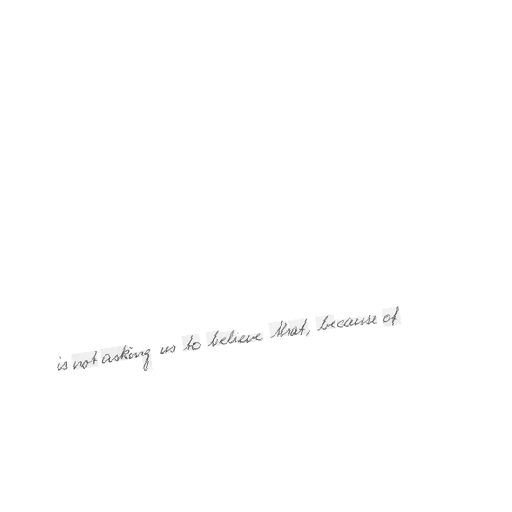 is not asking us to believe that, because of